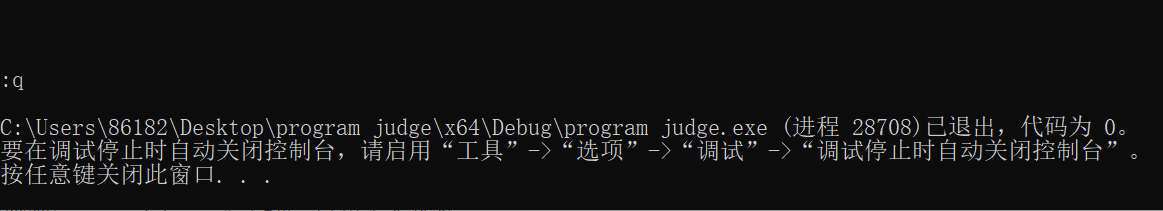 :q
C:\Users\86182\Desktop\program judge\x64\Debug\program judge.exe (进程 28708)已退出，代码为 0。
要在调试停止时自动关闭控制台，请启用“工具”->“选项”->“调试”->“调试停止时自动关闭控制台”。
按任意键关闭此窗口. . .